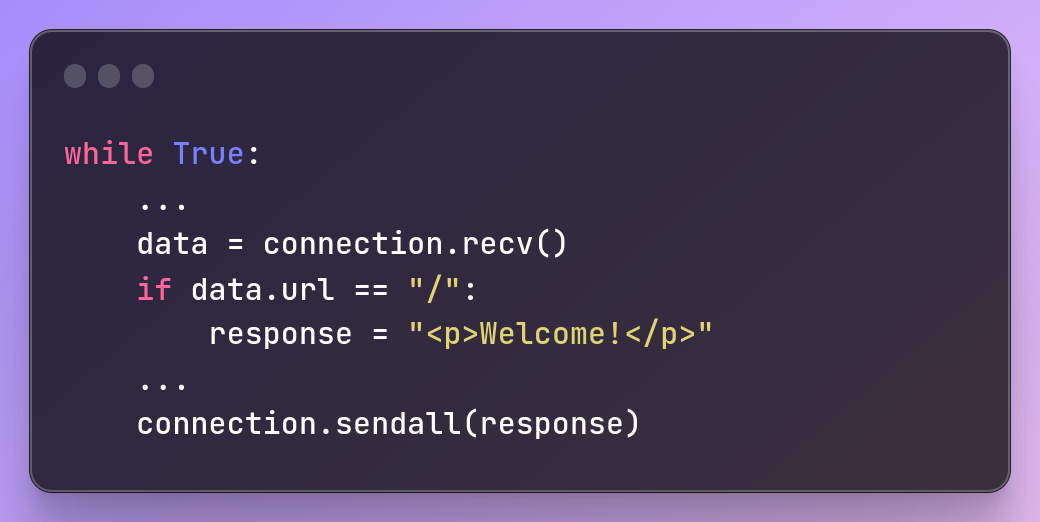 while True:
    ...
    data = connection.recv()
    if data.url == "/":
        response = "<p>Welcome!</p>"
    ...
    connection.sendall(response)